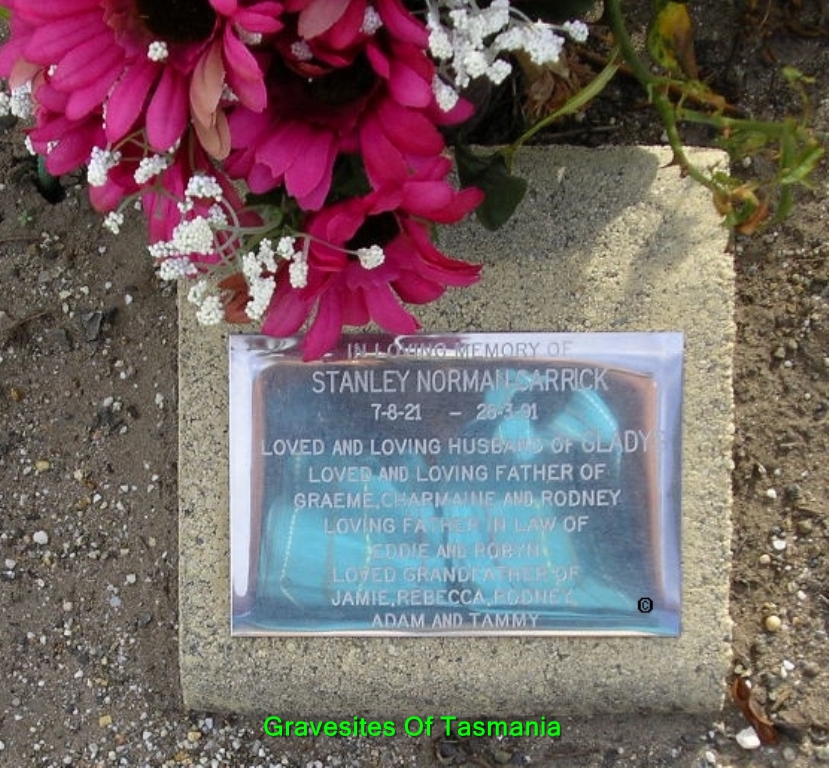 IN LOVING MEMORY OF
STANLEY NORMAN SARRICK
7-8-21 - 28-3-91
LOVED AND LOVING HUSBAND OF GLADYS
LOVED AND LOVING FATHER OF
GRAEME, CHARMAINE AND RODNEY
LOVING FATHER IN LAW OF
EDDIE AND ROBYN
LOVED GRANDFATHER OF
JAMIE, REBECCA, RODNEY,
ADAM AND TAMMY
©
Gravesites Of Tasmania